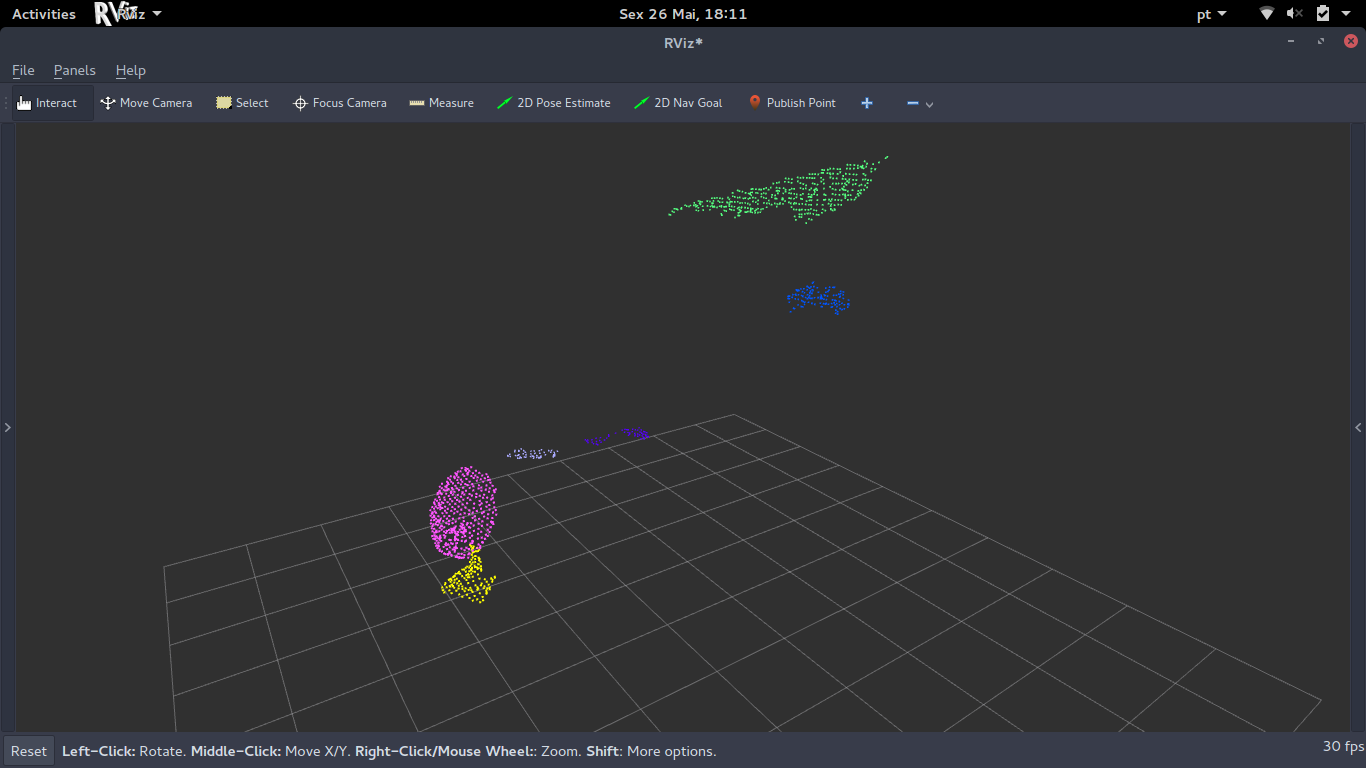 Activities RViz Sex 26 Mai, 18:11 pt
RViz*
File Panels Help
Interact Move Camera Select Focus Camera Measure 2D Pose Estimate 2D Nav Goal Publish Point
Reset Left-Click: Rotate. Middle-Click: Move X/Y. Right-Click/Mouse Wheel:: Zoom. Shift: More options. 30 fps